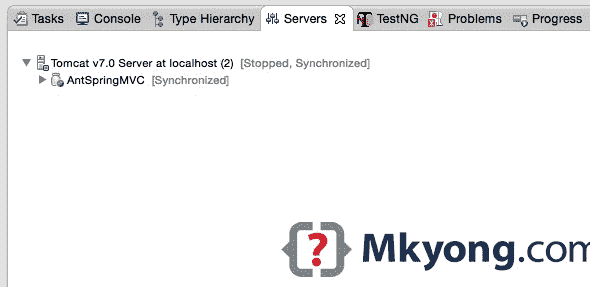 Tasks Console Type Hierarchy Servers TestNG Problems Progress
Tomcat v7.0 Server at localhost (2) [Stopped, Synchronized]
AntSpringMVC [Synchronized]
{?} Mkyong.com